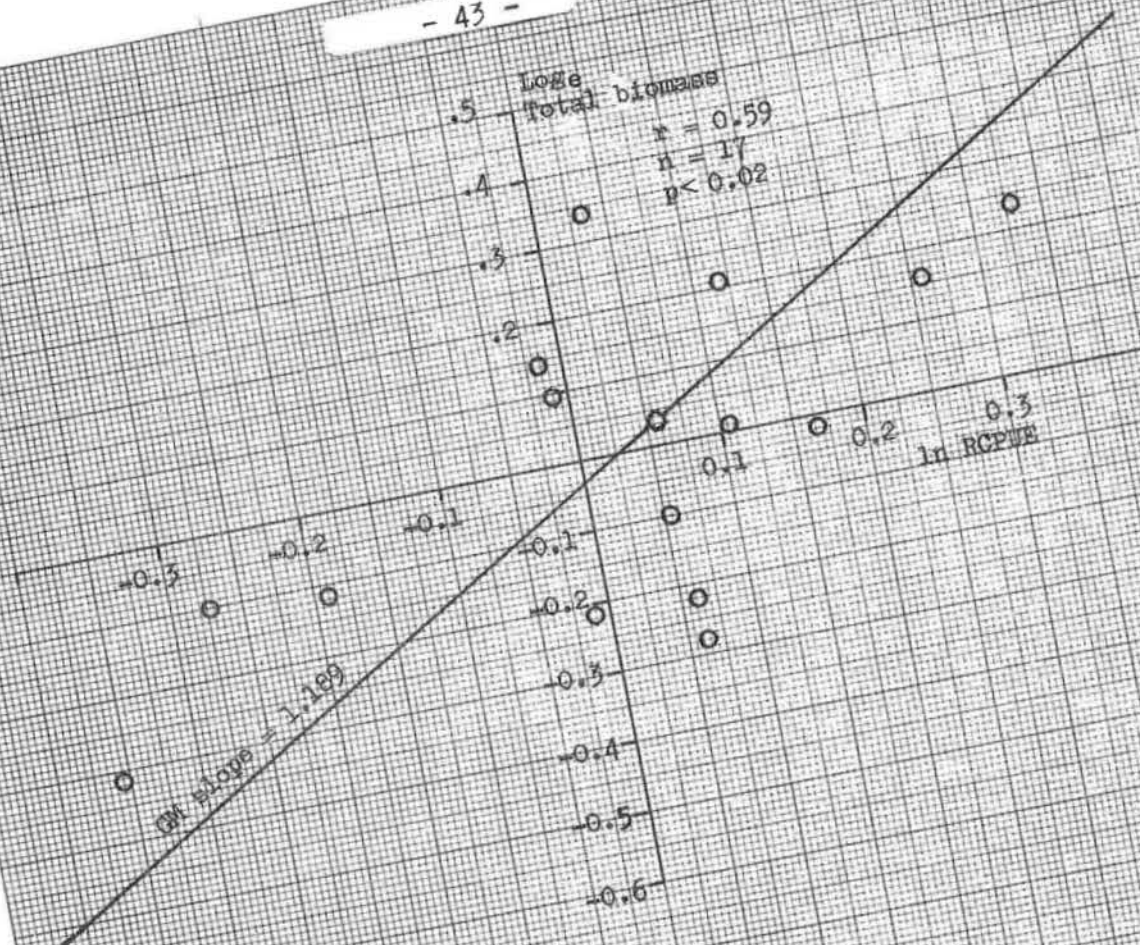 - 43 -
Loge
Total biomass
r = 0.59
n = 17
p< 0.02
.5
.4
.3
.2
0.3
0.2
0.1
ln RCPUE
-0.1
-0.2
-0.3
-0.1
-0.2
-0.3
-0.4
-0.5
-0.6
GM slope = 1.189